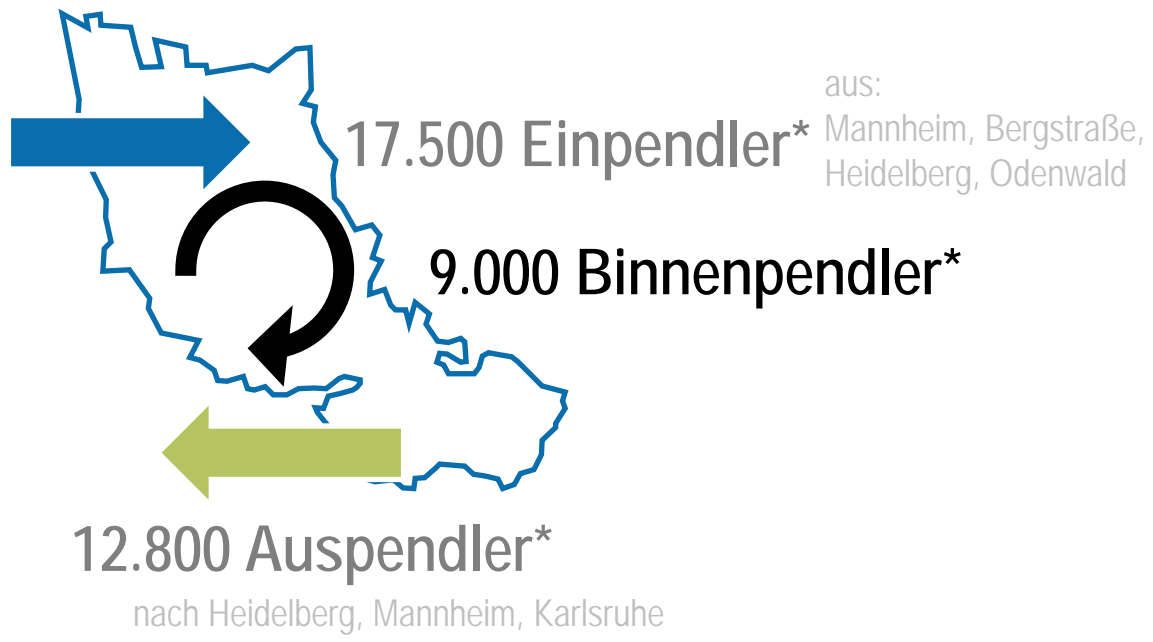 aus:
17.500 Einpendler* Mannheim, Bergstraße,
Heidelberg, Odenwald
9.000 Binnenpendler*
12.800 Auspendler*
nach Heidelberg, Mannheim, Karlsruhe